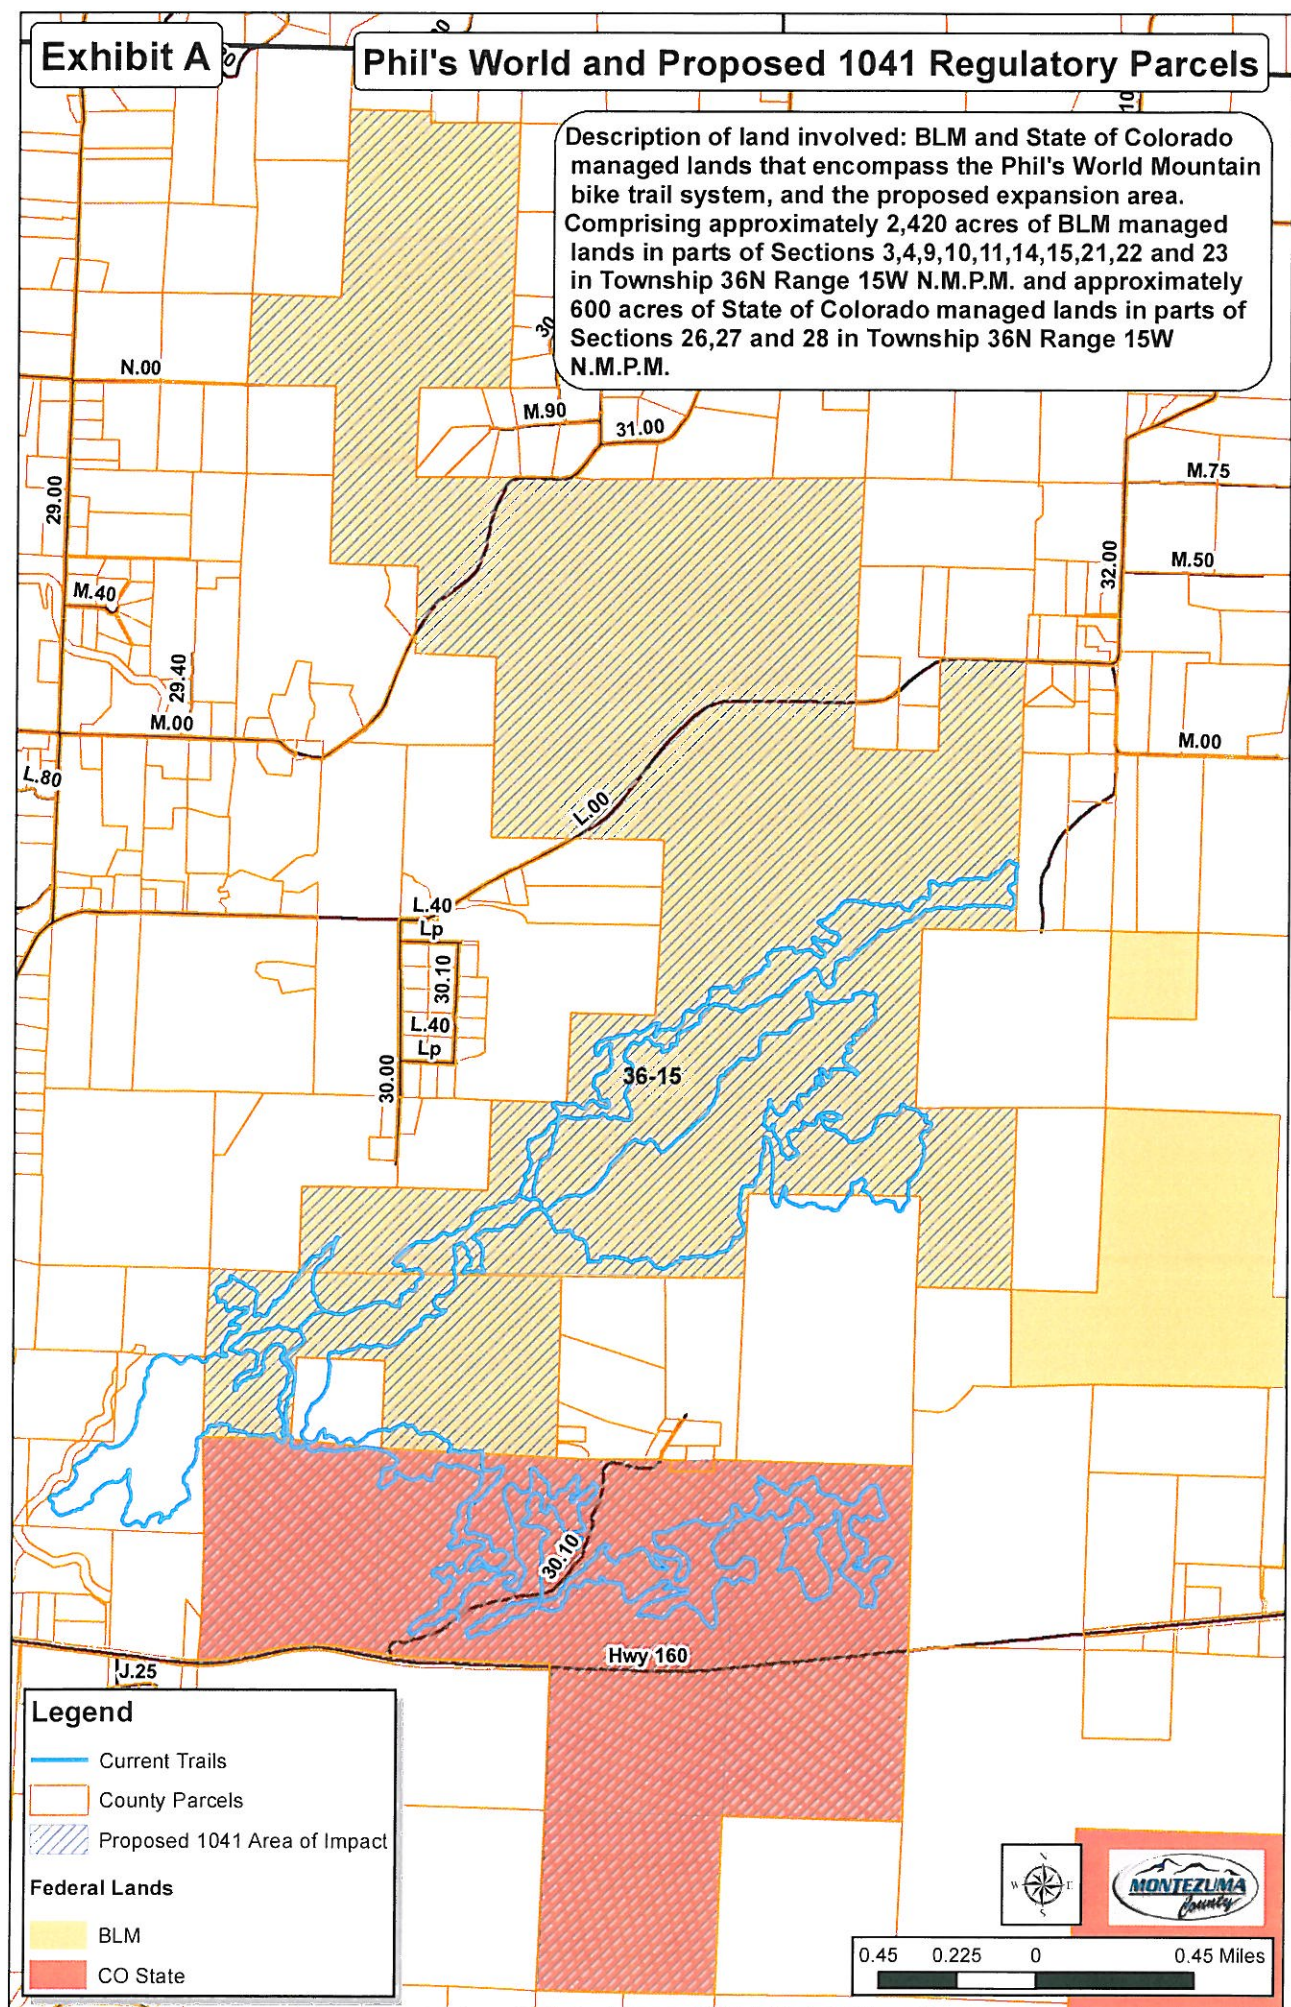 Exhibit A
Phil's World and Proposed 1041 Regulatory Parcels
Description of land involved: BLM and State of Colorado
managed lands that encompass the Phil's World Mountain
bike trail system, and the proposed expansion area.
Comprising approximately 2,420 acres of BLM managed
lands in parts of Sections 3,4,9,10,11,14,15,21,22 and 23
in Township 36N Range 15W N.M.P.M. and approximately
600 acres of State of Colorado managed lands in parts of
Sections 26,27 and 28 in Township 36N Range 15W
N.M.P.M.
N.00
M.90
31.00
M.75
29.00
M.50
32.00
M.40
29.40
M.00
M.00
L.80
L.00
L.40
Lp
30.10
L.40
Lp
30.00
36-15
30.10
Hwy 160
J.25
Legend
Current Trails
County Parcels
Proposed 1041 Area of Impact
Federal Lands
BLM
CO State
N
W E
S
MONTEZUMA
County
0.45 0.225 0 0.45 Miles